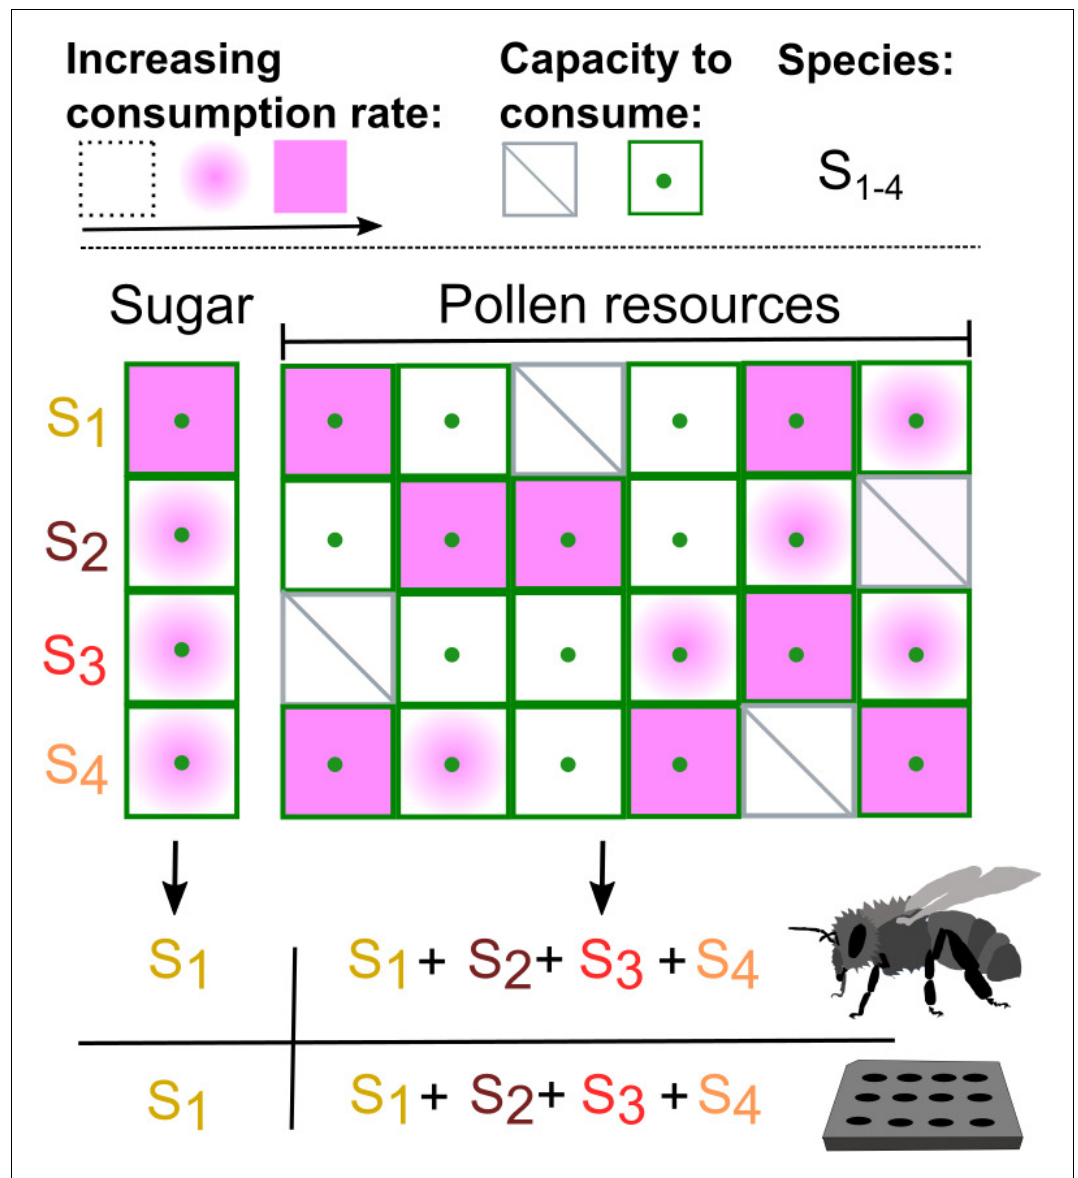 Increasing
consumption rate:
Capacity to
consume:
Species:
S1-4
Sugar
Pollen resources
S1
S2
S3
S4
S1
S1 + S2 + S3 + S4
S1
S1 + S2 + S3 + S4